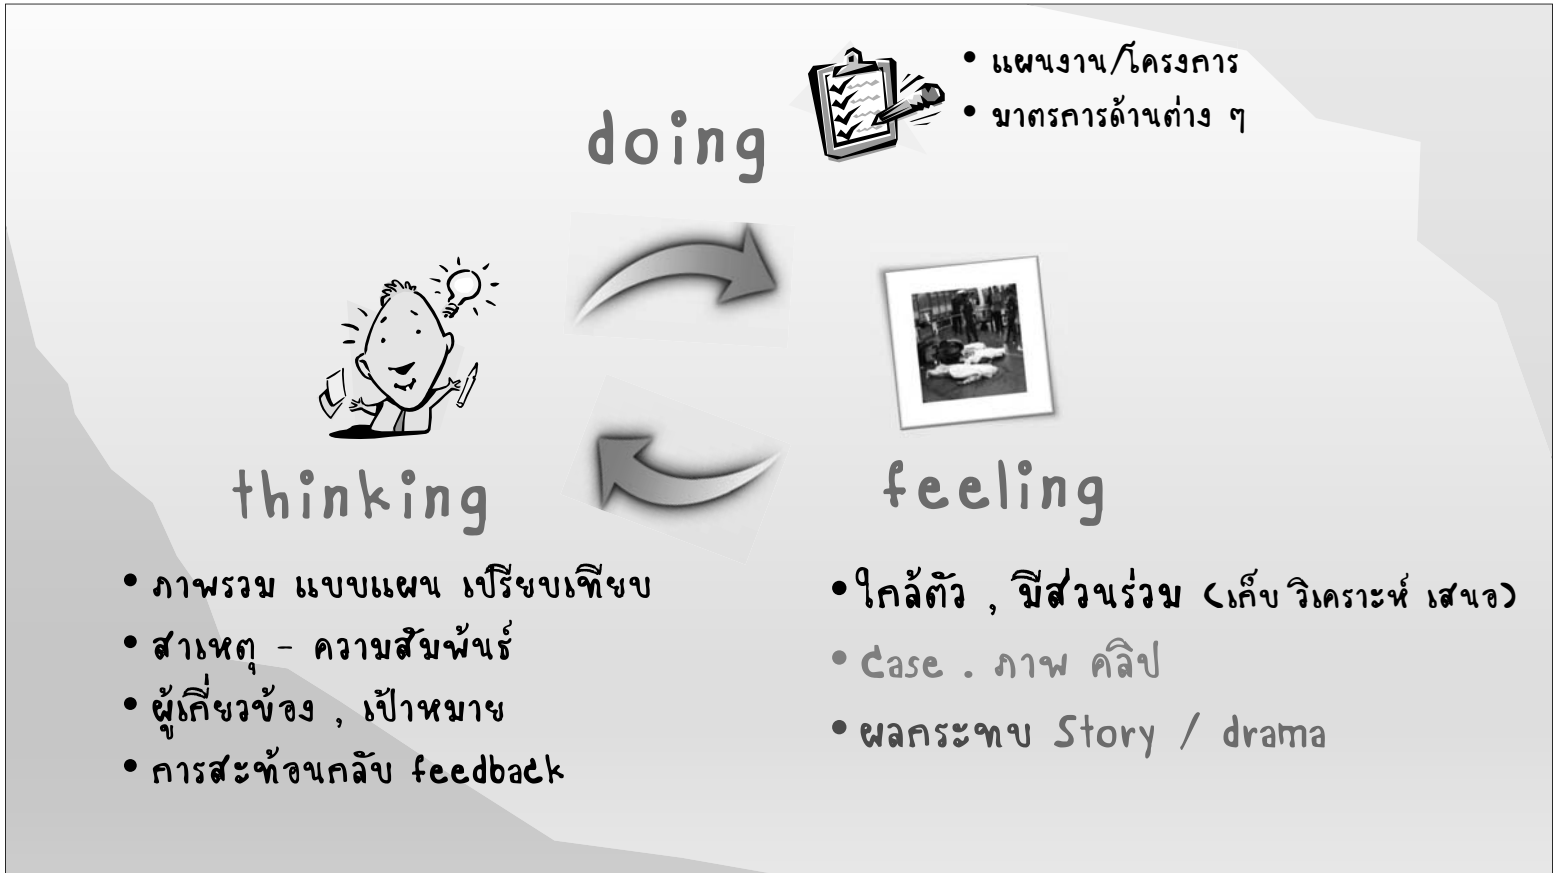 doing
• แผนงาน/โครงการ
• มาตรการด้านต่าง ๆ
thinking
• ภาพรวม แบบแผน เปรียบเทียบ
• สาเหตุ - ความสัมพันธ์
• ผู้เกี่ยวข้อง , เป้าหมาย
• การสะท้อนกลับ feedback
feeling
•ใกล้ตัว , มีส่วนร่วม (เก็บ วิเคราะห์ เสนอ)
• Case . ภาพ คลิป
• ผลกระทบ Story / drama